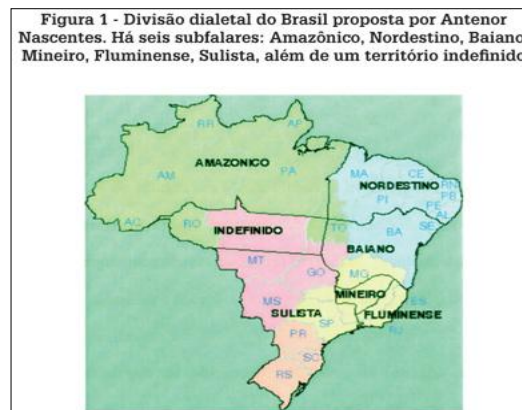 Figura 1 - Divisão dialetal do Brasil proposta por Antenor
Nascentes. Há seis subfalares: Amazônico, Nordestino, Baiano
Mineiro, Fluminense, Sulista, além de um território indefinido
RR AP
AMAZONICO
AM PA
MA CE
NORDESTINO RN
PI PB
PE
AL
AC RO TO SE
INDEFINIDO BA
BAIANO
MT
GO MG
MS MINEIRO ES
SULISTA SP FLUMINENSE
RJ
PR
SC
RS